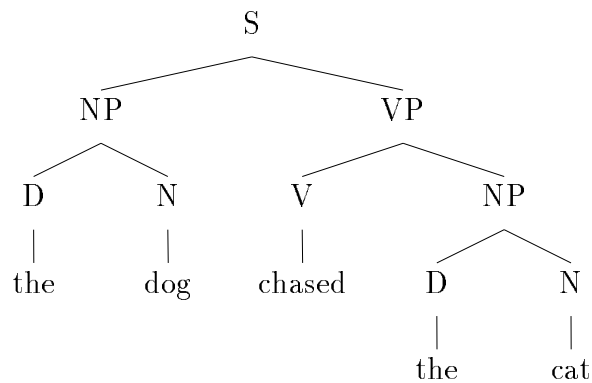 S
NP VP
D N V NP
the dog chased D N
the cat